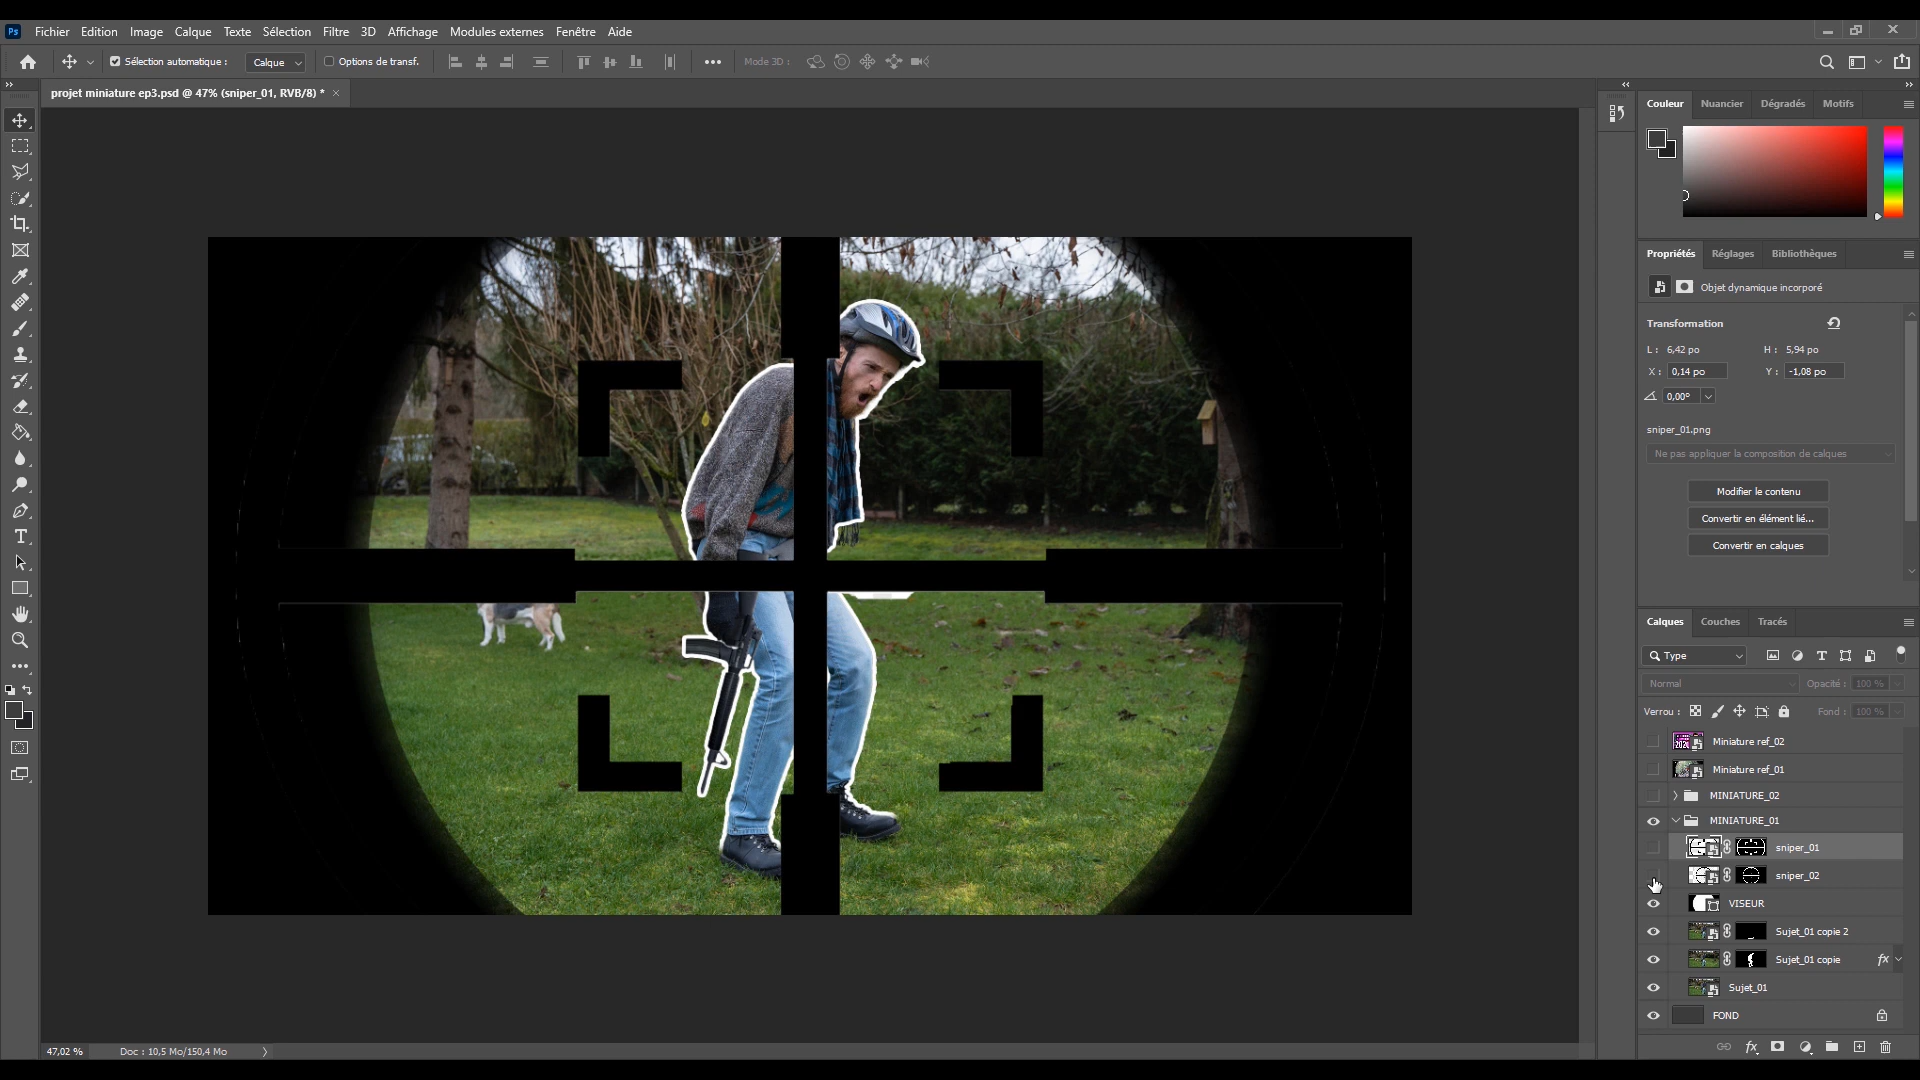 Ps Fichier Edition Image Calque Texte Sélection Filtre 3D Affichage Modules externes Fenêtre Aide
Sélection automatique : Calque Options de transf. Mode 3D :
projet miniature ep3.psd @ 47% (sniper_01, RVB/8) *
Couleur Nuancier Dégradés Motifs
Propriétés Réglages Bibliothèques
Objet dynamique incorporé
Transformation
L : 6,42 po H : 5,94 po
X : 0,14 po Y : -1,08 po
0,00°
sniper_01.png
Ne pas appliquer la composition de calques
Modifier le contenu
Convertir en élément lié...
Convertir en calques
Calques Couches Tracés
Type
Normal Opacité : 100 %
Verrou : Fond : 100 %
Miniature ref_02
Miniature ref_01
MINIATURE_02
MINIATURE_01
sniper_01
sniper_02
VISEUR
Sujet_01 copie 2
Sujet_01 copie fx
Sujet_01
FOND
47,02 % Doc : 10,5 Mo/150,4 Mo
fx